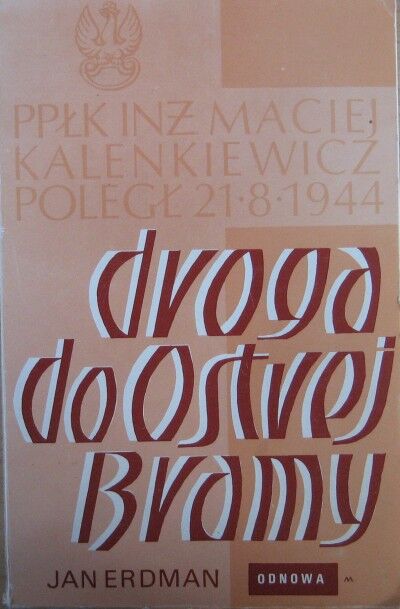 PPŁK INŻ MACIEJ
KALENKIEWICZ
POLEGŁ 21·8·1944
droga
do Ostrej
Bramy
JAN ERDMAN ODNOWA M